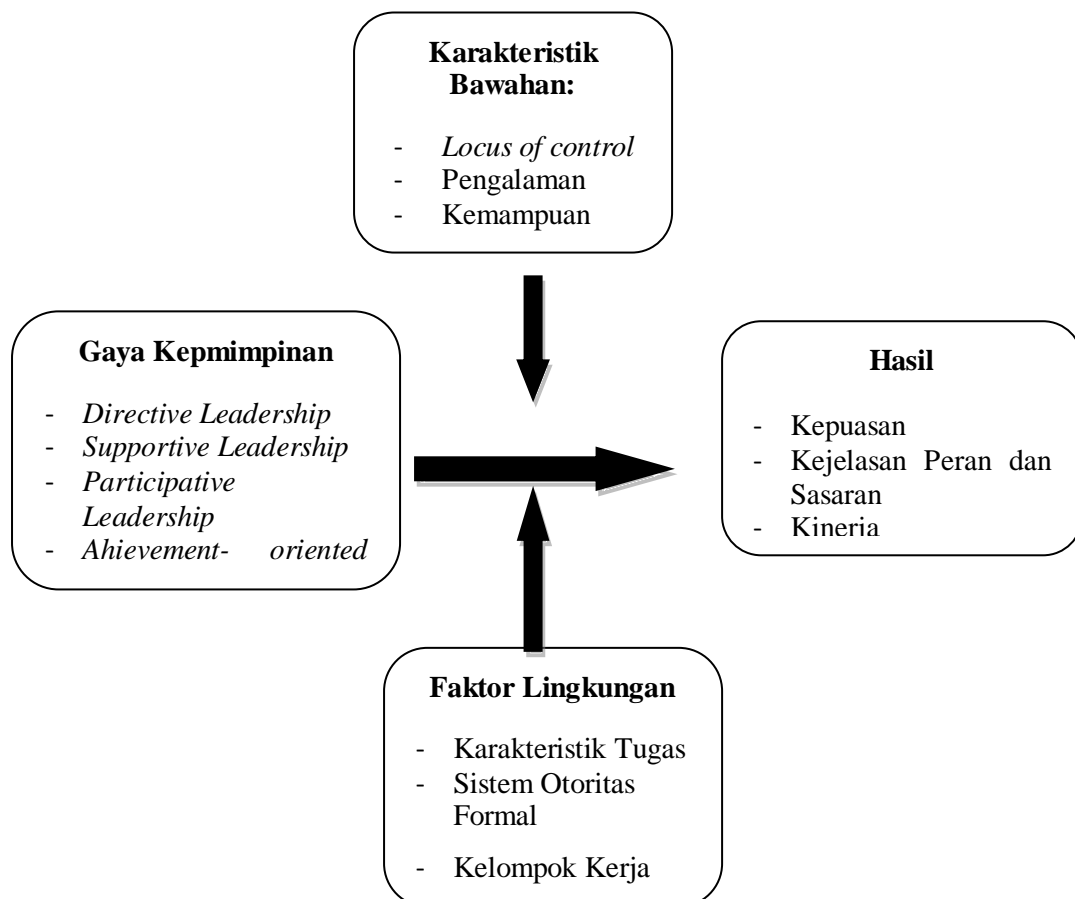 Karakteristik
Bawahan:
- Locus of control
- Pengalaman
- Kemampuan
Gaya Kepmimpinan
- Directive Leadership
- Supportive Leadership
- Participative
Leadership
- Ahievement- oriented
Hasil
- Kepuasan
- Kejelasan Peran dan
Sasaran
- Kinerja
Faktor Lingkungan
- Karakteristik Tugas
- Sistem Otoritas
Formal
- Kelompok Kerja